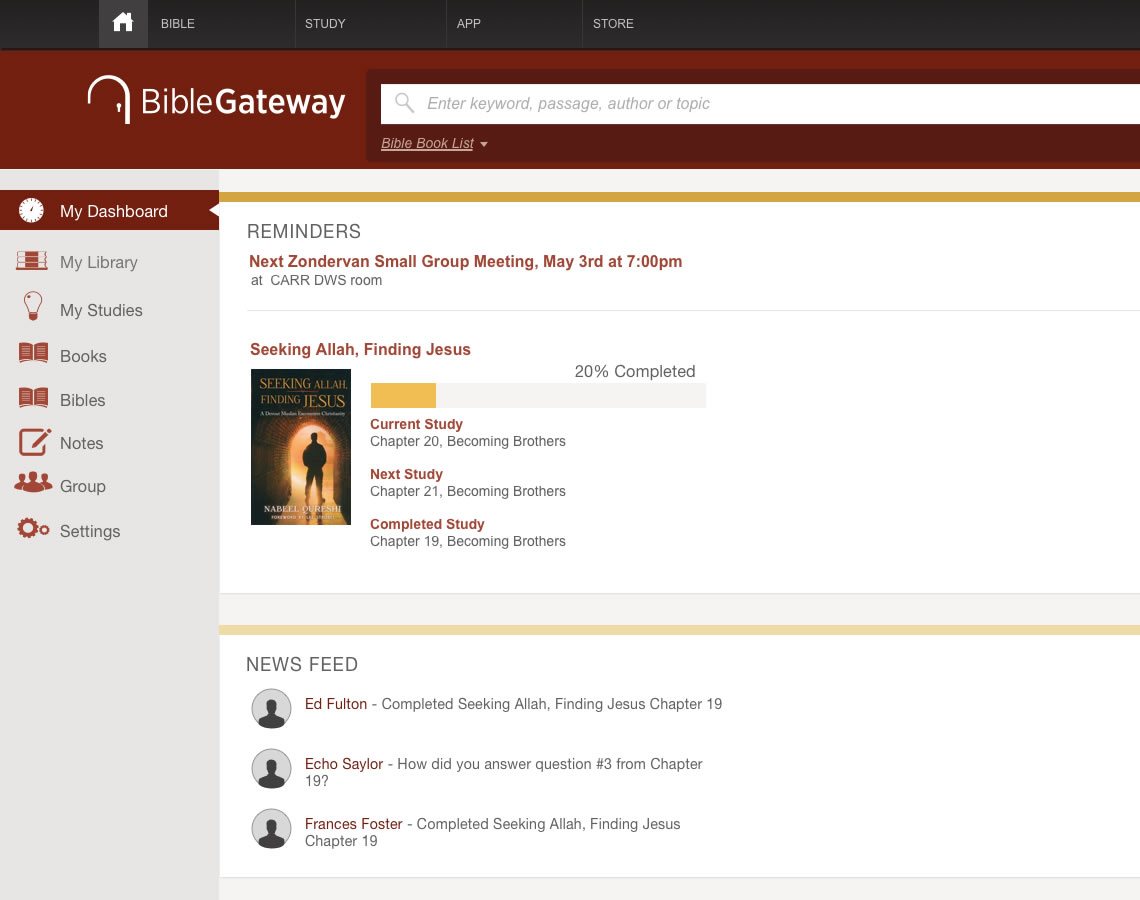 BIBLE STUDY APP STORE
BibleGateway
Enter keyword, passage, author or topic
Bible Book List
My Dashboard
My Library
My Studies
Books
Bibles
Notes
Group
Settings
REMINDERS
Next Zondervan Small Group Meeting, May 3rd at 7:00pm
at CARR DWS room
Seeking Allah, Finding Jesus
SEEKING ALLAH,
FINDING JESUS
A Devout Muslim Encounters Christianity
NABEEL QURESHI
20% Completed
Current Study
Chapter 20, Becoming Brothers
Next Study
Chapter 21, Becoming Brothers
Completed Study
Chapter 19, Becoming Brothers
NEWS FEED
Ed Fulton - Completed Seeking Allah, Finding Jesus Chapter 19
Echo Saylor - How did you answer question #3 from Chapter
19?
Frances Foster - Completed Seeking Allah, Finding Jesus
Chapter 19